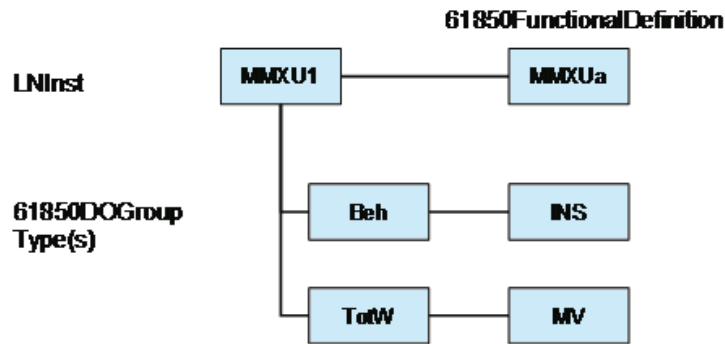 61850FunctionalDefinition
LNInst
MMXU1
MMXUa
61850DOGroup
Type(s)
Beh
INS
TotW
MV